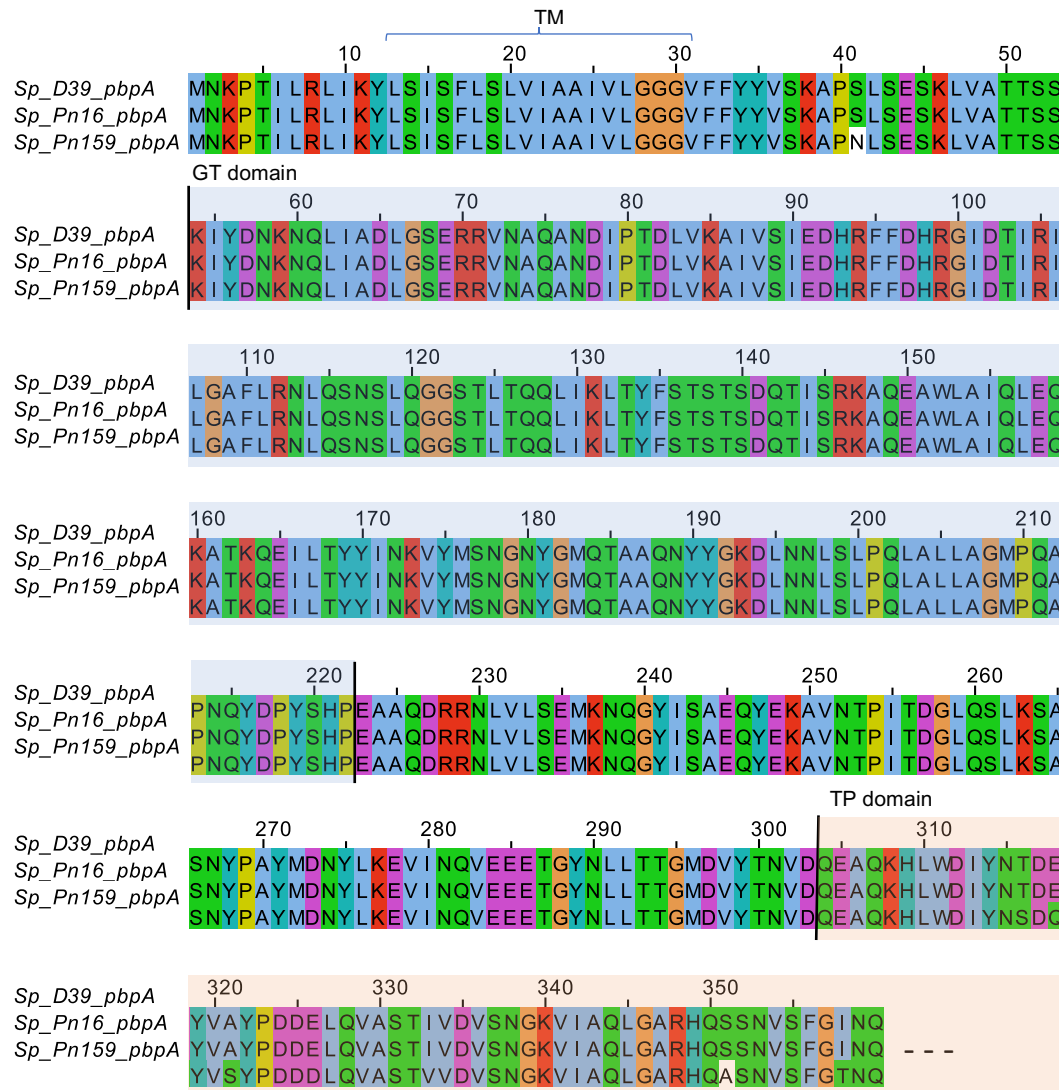 TM
10 20 30 40 50
Sp_D39_pbpA MNKPTILRLIKYLSISFLSLVIAAIVLGGGVFFYYVSKAPSLSESKLVATTSS
Sp_Pn16_pbpA MNKPTILRLIKYLSISFLSLVIAAIVLGGGVFFYYVSKAPSLSESKLVATTSS
Sp_Pn159_pbpA MNKPTILRLIKYLSISFLSLVIAAIVLGGGVFFYYVSKAPNLSESKLVATTSS
GT domain
60 70 80 90 100
Sp_D39_pbpA KIYDNKNQLIADLGSERRVNAQANDIPTDLVKAIVSIEDHRFFDHRGIDTIRI
Sp_Pn16_pbpA KIYDNKNQLIADLGSERRVNAQANDIPTDLVKAIVSIEDHRFFDHRGIDTIRI
Sp_Pn159_pbpA KIYDNKNQLIADLGSERRVNAQANDIPTDLVKAIVSIEDHRFFDHRGIDTIRI
110 120 130 140 150
Sp_D39_pbpA LGAFLRNLQSNSLQGGSTLTQQLIKLTYFSTSTSDQTISRKAQEAWLAIQLEQ
Sp_Pn16_pbpA LGAFLRNLQSNSLQGGSTLTQQLIKLTYFSTSTSDQTISRKAQEAWLAIQLEQ
Sp_Pn159_pbpA LGAFLRNLQSNSLQGGSTLTQQLIKLTYFSTSTSDQTISRKAQEAWLAIQLEQ
160 170 180 190 200 210
Sp_D39_pbpA KATKQEILTYYINKVYMSNGNYGMQTAAQNYYGKDLNNLSLPQLALLAGMPQA
Sp_Pn16_pbpA KATKQEILTYYINKVYMSNGNYGMQTAAQNYYGKDLNNLSLPQLALLAGMPQA
Sp_Pn159_pbpA KATKQEILTYYINKVYMSNGNYGMQTAAQNYYGKDLNNLSLPQLALLAGMPQA
220 230 240 250 260
Sp_D39_pbpA PNQYDPYSHPEAAQDRRNLVLSEMKNQGYISAEQYEKAVNTPITDGLQSLKSA
Sp_Pn16_pbpA PNQYDPYSHPEAAQDRRNLVLSEMKNQGYISAEQYEKAVNTPITDGLQSLKSA
Sp_Pn159_pbpA PNQYDPYSHPEAAQDRRNLVLSEMKNQGYISAEQYEKAVNTPITDGLQSLKSA
TP domain
270 280 290 300 310
Sp_D39_pbpA SNYPAYMDNYLKEVINQVEEETGYNLLTTGMDVYTNVDQEAQKHLWDIYNTDE
Sp_Pn16_pbpA SNYPAYMDNYLKEVINQVEEETGYNLLTTGMDVYTNVDQEAQKHLWDIYNTDE
Sp_Pn159_pbpA SNYPAYMDNYLKEVINQVEEETGYNLLTTGMDVYTNVDQEAQKHLWDIYNSDQ
320 330 340 350
Sp_D39_pbpA YVAYPDDELQVASTIVDVSNGKVIAQLGARHQSSNVSFGINQ
Sp_Pn16_pbpA YVAYPDDELQVASTIVDVSNGKVIAQLGARHQSSNVSFGINQ - - -
Sp_Pn159_pbpA YVSYPDDDLQVASTVVDVSNGKVIAQLGARHQASNVSFGTNQ